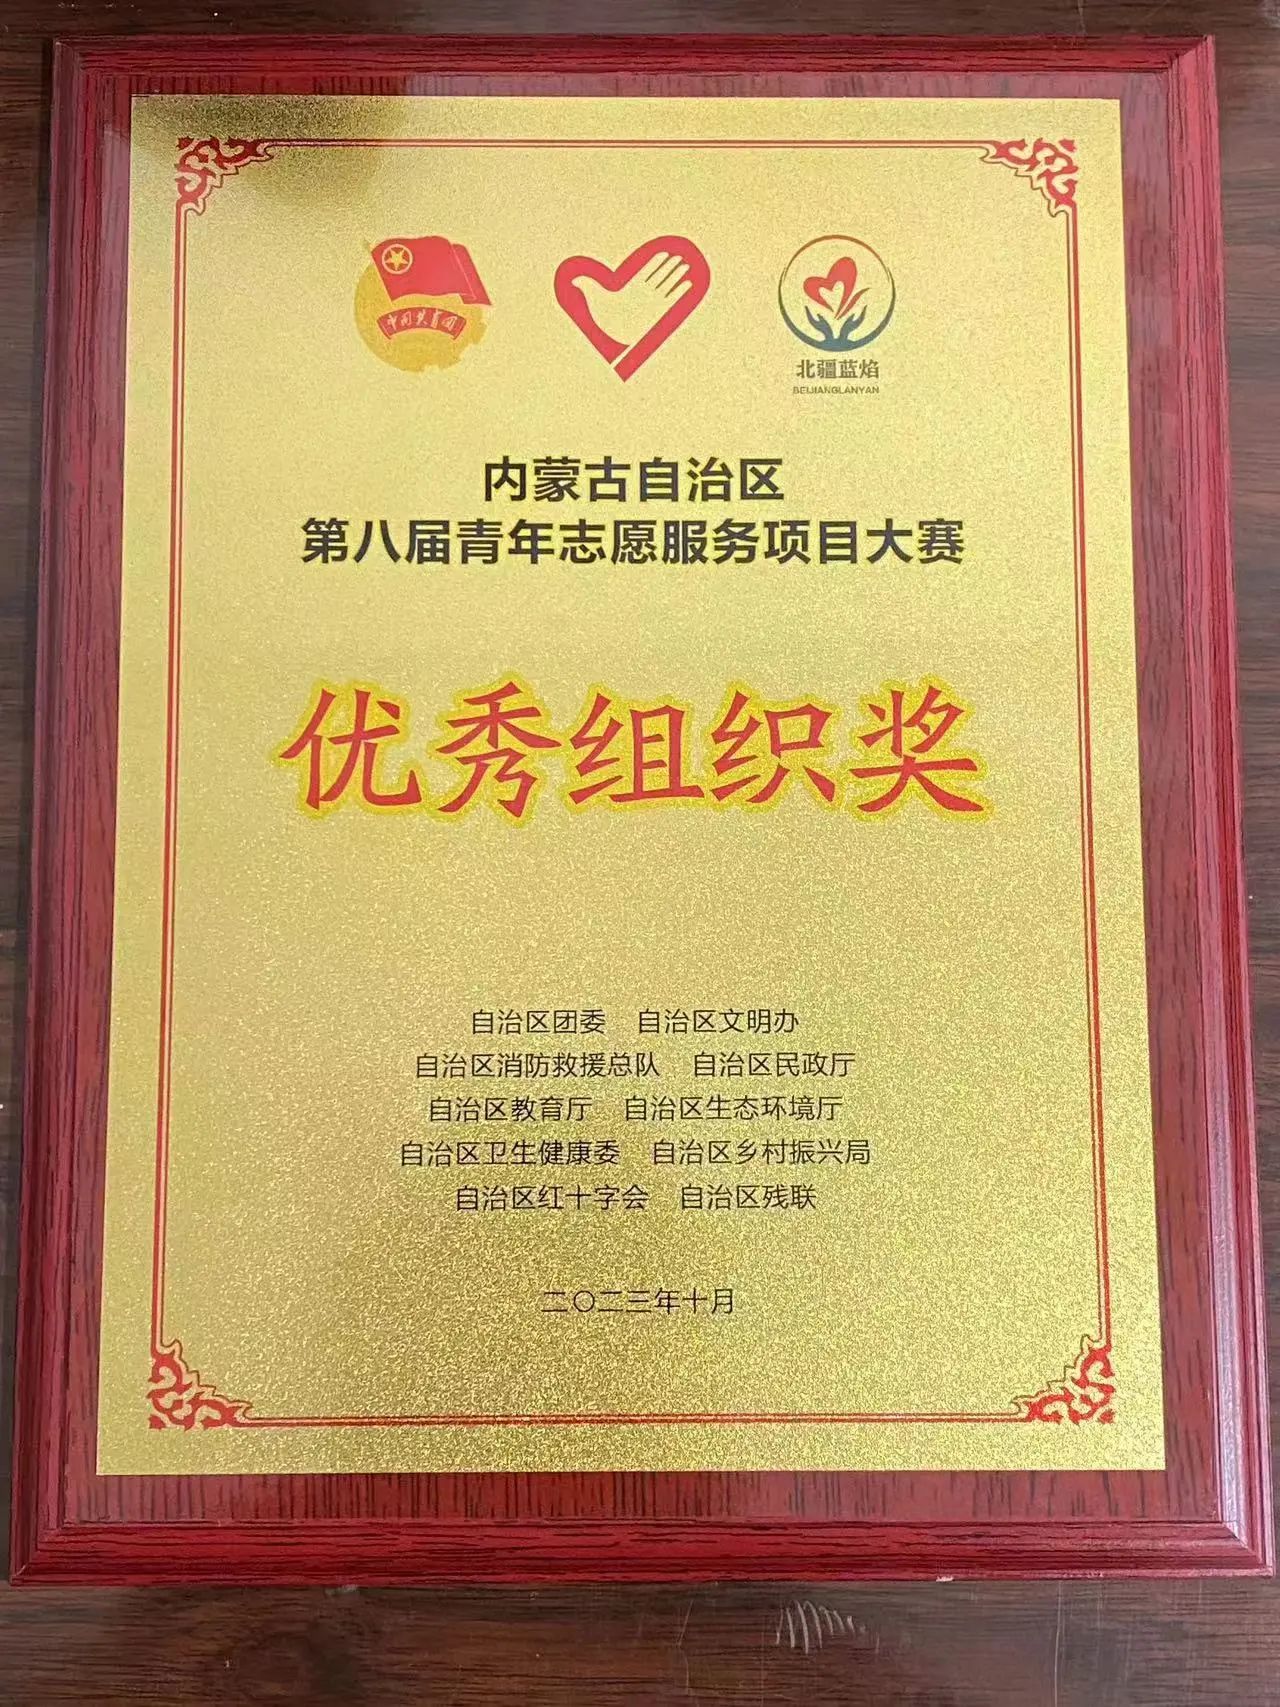 中国共青团
北疆蓝焰
BEIJIANGLANYAN
内蒙古自治区
第八届青年志愿服务项目大赛
优秀组织奖
自治区团委 自治区文明办
自治区消防救援总队 自治区民政厅
自治区教育厅 自治区生态环境厅
自治区卫生健康委 自治区乡村振兴局
自治区红十字会 自治区残联
二〇二三年十月